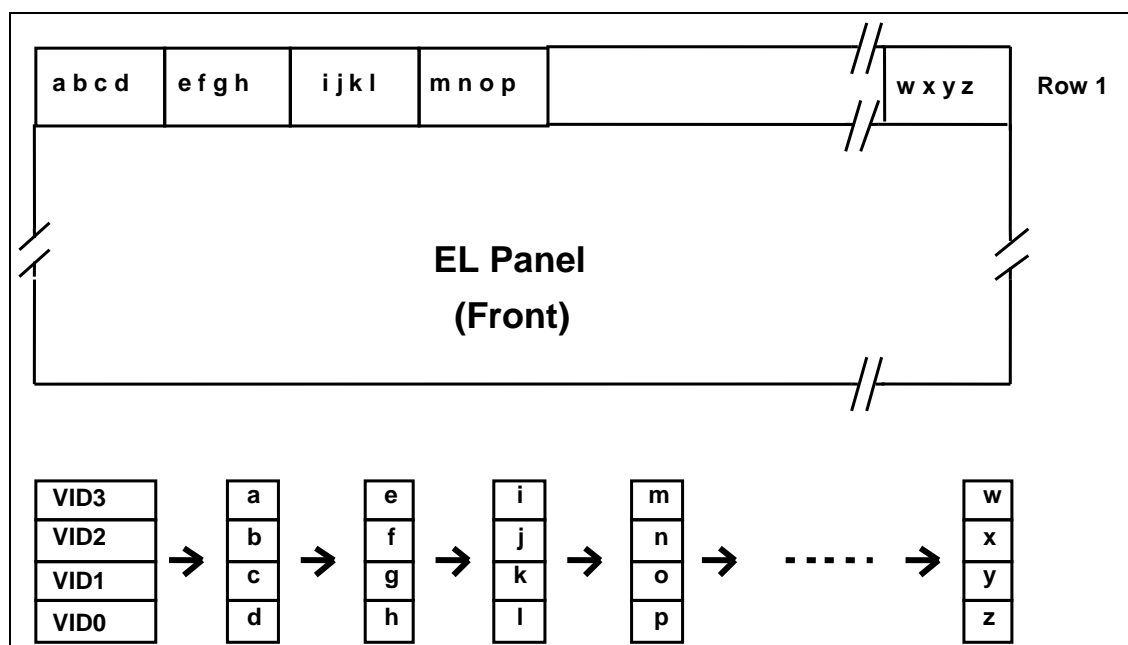 a b c d e f g h i j k l m n o p w x y z Row 1
EL Panel
(Front)
VID3 a e i m w
VID2 b f j n x
VID1 c g k o y
VID0 d h l p z